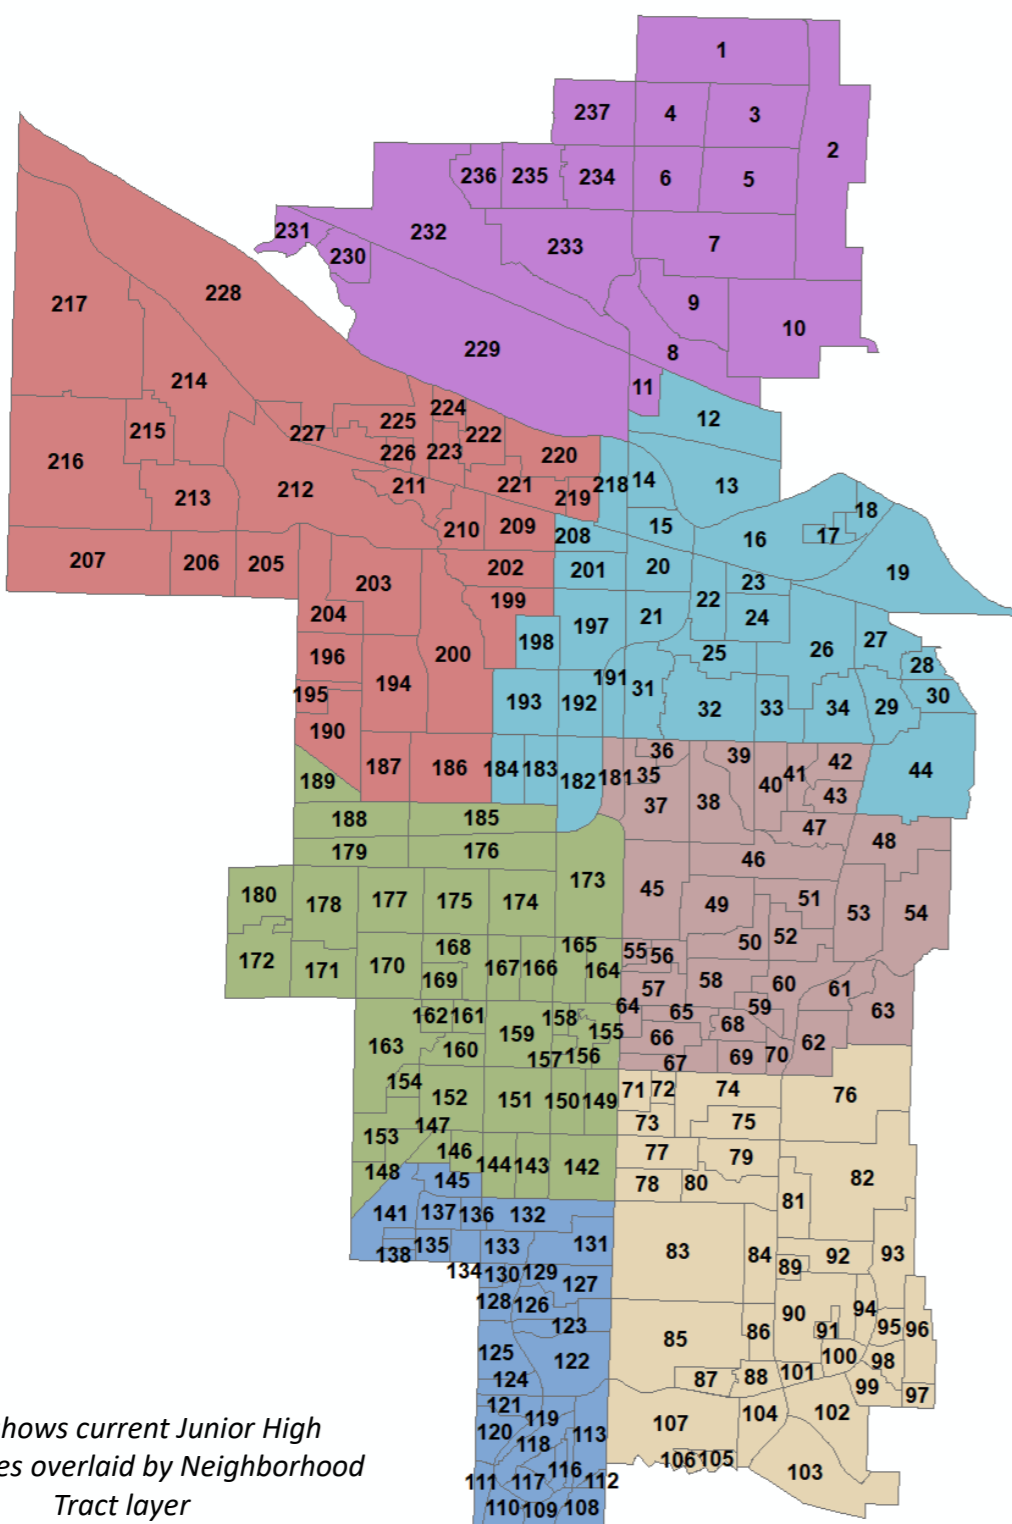 1
237 4 3
2
236 235 234 6 5
231 232 233 7
230
217 228 9
10
229 8
214 11
224 12
215 227 225 222
216 226 223 220
213 212 211 221 219 218 14 13
210 209 208 15 16 17 18
207 206 205 203 202 201 20 23 19
204 199 197 21 22 24
196 200 198 25 26 27
194 191 31 28
195 193 192 32 33 34 29 30
190
189 187 186 184 183 182 181 35 36 39 40 41 42 44
37 38 43
188 185 47 48
179 176 46
180 178 177 175 174 173 45 49 51 53 54
172 171 170 168 165 55 56 50 52
169 167 166 164 57 58 60 61
162 161 158 64 65 59 63
163 160 159 155 66 68 62
157 156 67 69 70
154 152 151 150 149 71 72 74 76
153 147 73 75
148 146 144 143 142 77 79
145 78 80 82
141 137 136 132 81
138 135 133 131 83 84 92 93
134 130 129 127 89
128 126 90 94
123 85 86 91 95 96
125 122 100 98
124 87 88 101 99 97
121 119 107 104 102
120 118 113
116 106 105 103
111 117 112
110 109 108
hows current Junior High
es overlaid by Neighborhood
Tract layer